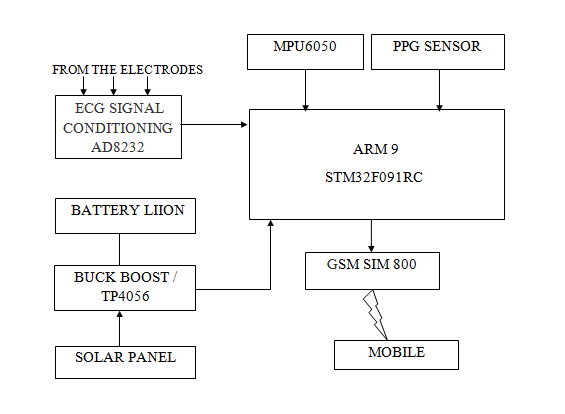 MPU6050
PPG SENSOR
FROM THE ELECTRODES
ECG SIGNAL
CONDITIONING
AD8232
ARM 9
STM32F091RC
BATTERY LIION
BUCK BOOST /
TP4056
GSM SIM 800
SOLAR PANEL
MOBILE